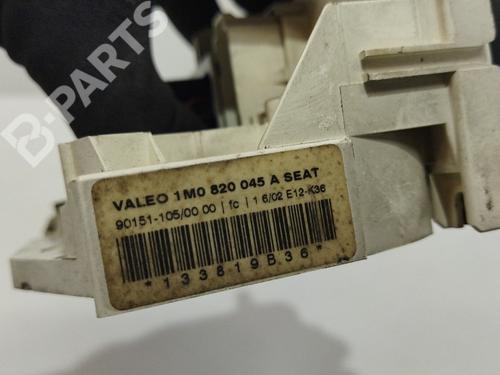 B-PARTS
VALEO 1M0 820 045 A SEAT
90151-105/00 00 | fc | 1 6/02 E12-K36
*133819B36*